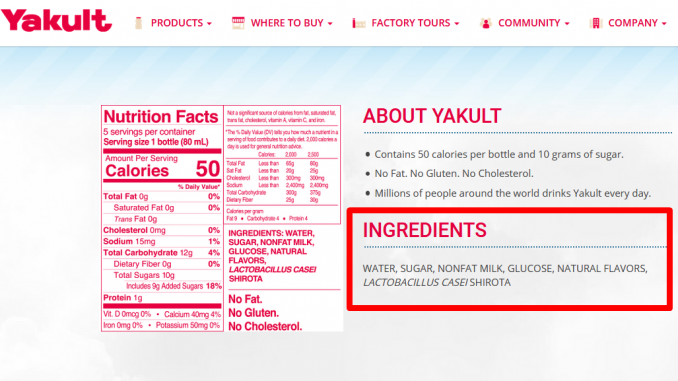 Yakult
PRODUCTS
WHERE TO BUY
FACTORY TOURS
COMMUNITY
COMPANY
Nutrition Facts
5 servings per container
Serving size 1 bottle (80 mL)
Amount Per Serving
Calories 50
% Daily Value*
Total Fat 0g 0%
Saturated Fat 0g 0%
Trans Fat 0g
Cholesterol 0mg 0%
Sodium 15mg 1%
Total Carbohydrate 12g 4%
Dietary Fiber 0g 0%
Total Sugars 10g
Includes 9g Added Sugars 18%
Protein 1g
Vit. D 0mcg 0% • Calcium 40mg 4%
Iron 0mg 0% • Potassium 50mg 0%
Not a significant source of calories from fat, saturated fat,
trans fat, cholesterol, vitamin A, vitamin C, and iron.
*The % Daily Value (DV) tells you how much a nutrient in a
serving of food contributes to a daily diet. 2,000 calories a
day is used for general nutrition advice.
Calories: 2,000 2,500
Total Fat Less than 65g 80g
Sat Fat Less than 20g 25g
Cholesterol Less than 300mg 300mg
Sodium Less than 2,400mg 2,400mg
Total Carbohydrate 300g 375g
Dietary Fiber 25g 30g
Calories per gram
Fat 9 • Carbohydrate 4 • Protein 4
INGREDIENTS: WATER,
SUGAR, NONFAT MILK,
GLUCOSE, NATURAL
FLAVORS,
LACTOBACILLUS CASEI
SHIROTA
No Fat.
No Gluten.
No Cholesterol.
ABOUT YAKULT
• Contains 50 calories per bottle and 10 grams of sugar.
• No Fat. No Gluten. No Cholesterol.
• Millions of people around the world drinks Yakult every day.
INGREDIENTS
WATER, SUGAR, NONFAT MILK, GLUCOSE, NATURAL FLAVORS,
LACTOBACILLUS CASEI SHIROTA